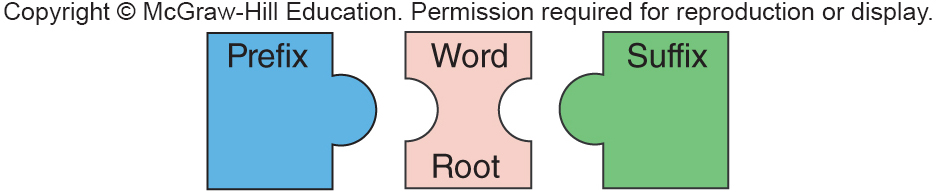 Copyright © McGraw-Hill Education. Permission required for reproduction or display.
Prefix
Word
Root
Suffix